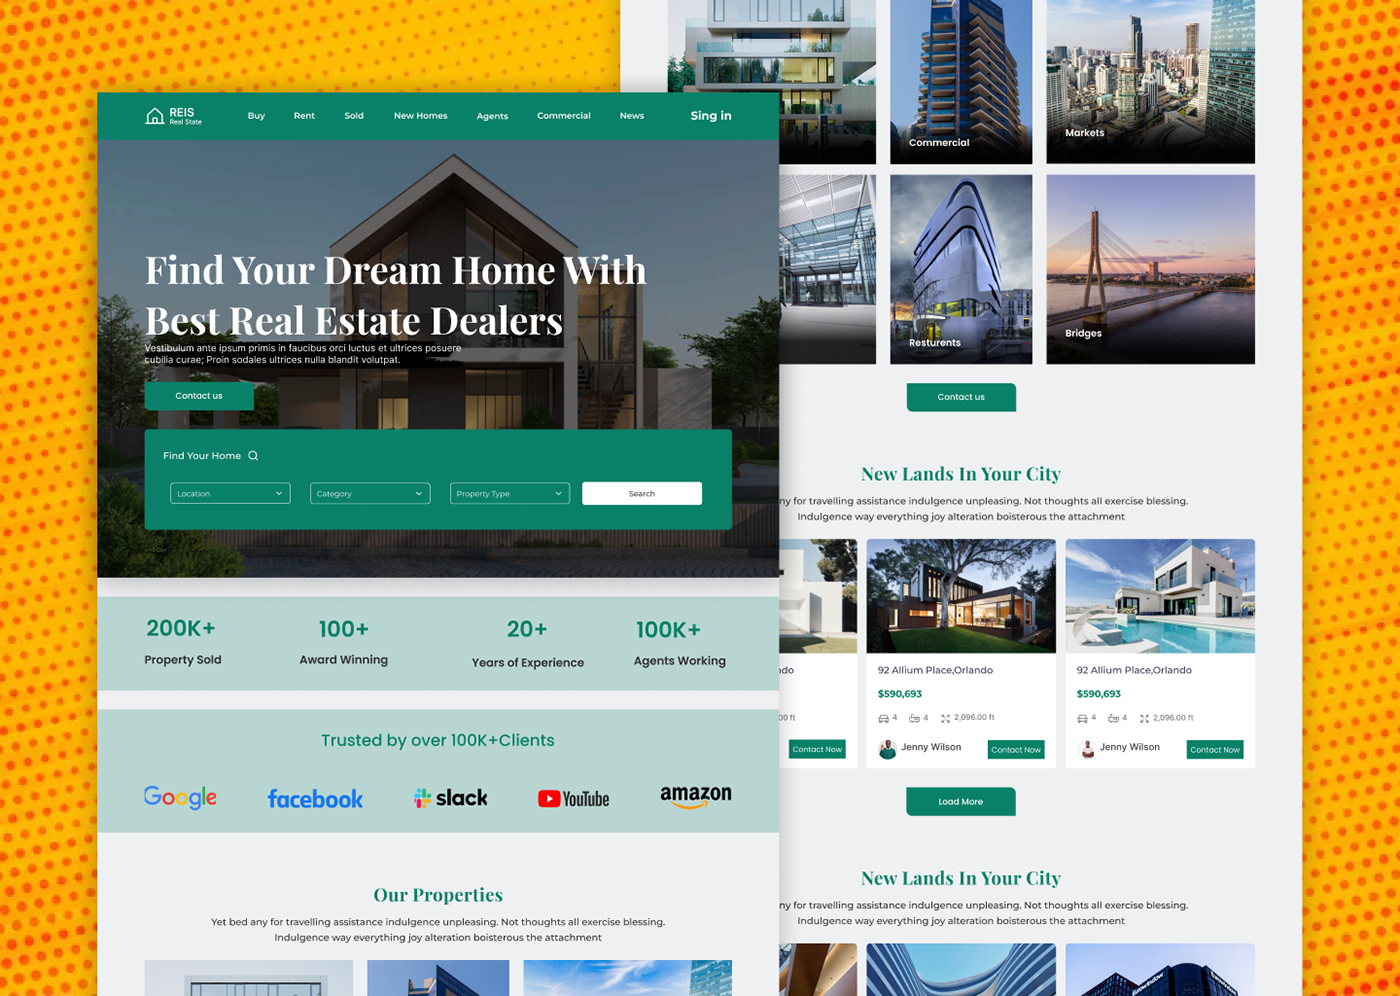 REIS
Real State
Buy
Rent
Sold
New Homes
Agents
Commercial
News
Sing in
Find Your Dream Home With
Best Real Estate Dealers
Vestibulum ante ipsum primis in faucibus orci luctus et ultrices posuere
cubilia curae; Proin sodales ultrices nulla blandit volutpat.
Contact us
Find Your Home
Location
Category
Property Type
Search
200K+
Property Sold
100+
Award Winning
20+
Years of Experience
100K+
Agents Working
Trusted by over 100K+Clients
Google
facebook
slack
YouTube
amazon
Our Properties
Yet bed any for travelling assistance indulgence unpleasing. Not thoughts all exercise blessing.
Indulgence way everything joy alteration boisterous the attachment
Commercial
Markets
Resturents
Bridges
Contact us
New Lands In Your City
ny for travelling assistance indulgence unpleasing. Not thoughts all exercise blessing.
Indulgence way everything joy alteration boisterous the attachment
ndo
00 ft
Contact Now
92 Allium Place,Orlando
$590,693
4
4
2,096.00 ft
Jenny Wilson
Contact Now
92 Allium Place,Orlando
$590,693
4
4
2,096.00 ft
Jenny Wilson
Contact Now
Load More
New Lands In Your City
ny for travelling assistance indulgence unpleasing. Not thoughts all exercise blessing.
Indulgence way everything joy alteration boisterous the attachment